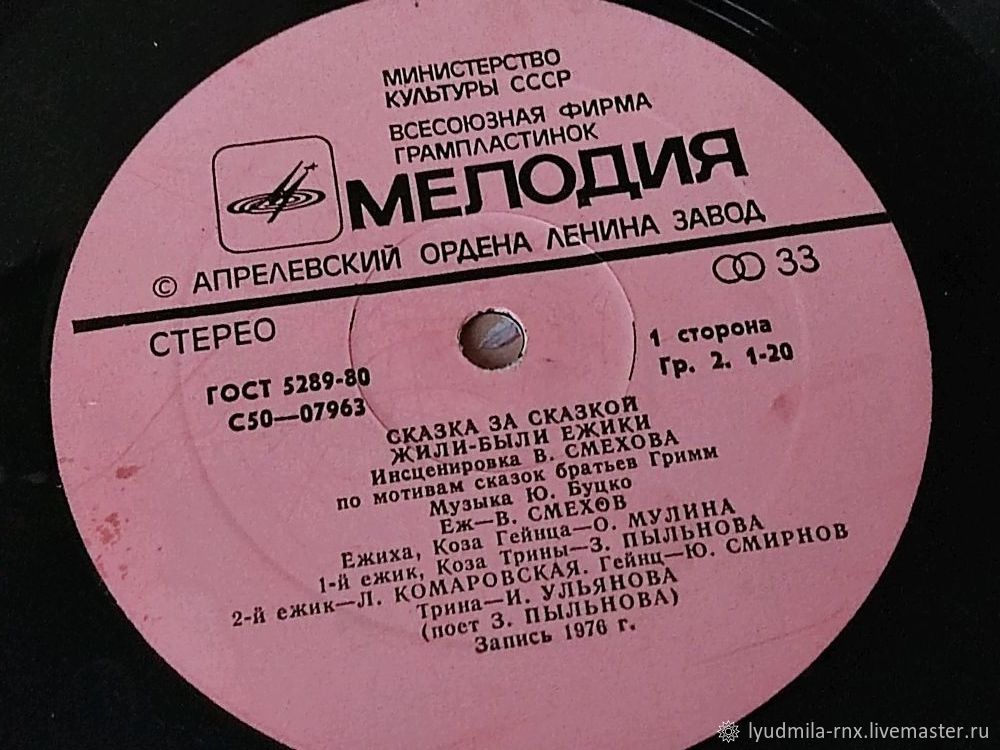 МИНИСТЕРСТВО
КУЛЬТУРЫ СССР
ВСЕСОЮЗНАЯ ФИРМА
ГРАМПЛАСТИНОК
МЕЛОДИЯ
© АПРЕЛЕВСКИЙ ОРДЕНА ЛЕНИНА ЗАВОД
СТЕРЕО
33
ГОСТ 5289-80
С50—07963
1 сторона
Гр. 2. 1-20
СКАЗКА ЗА СКАЗКОЙ
ЖИЛИ-БЫЛИ ЕЖИКИ
Инсценировка В. СМЕХОВА
по мотивам сказок братьев Гримм
Музыка Ю. Буцко
Еж—В. СМЕХОВ
Ежиха, Коза Гейнца—О. МУЛИНА
1-й ежик, Коза Трины—З. ПЫЛЬНОВА
2-й ежик—Л. КОМАРОВСКАЯ. Гейнц—Ю. СМИРНОВ
Трина—И. УЛЬЯНОВА
(поет З. ПЫЛЬНОВА)
Запись 1976 г.
lyudmila-rnx.livemaster.ru